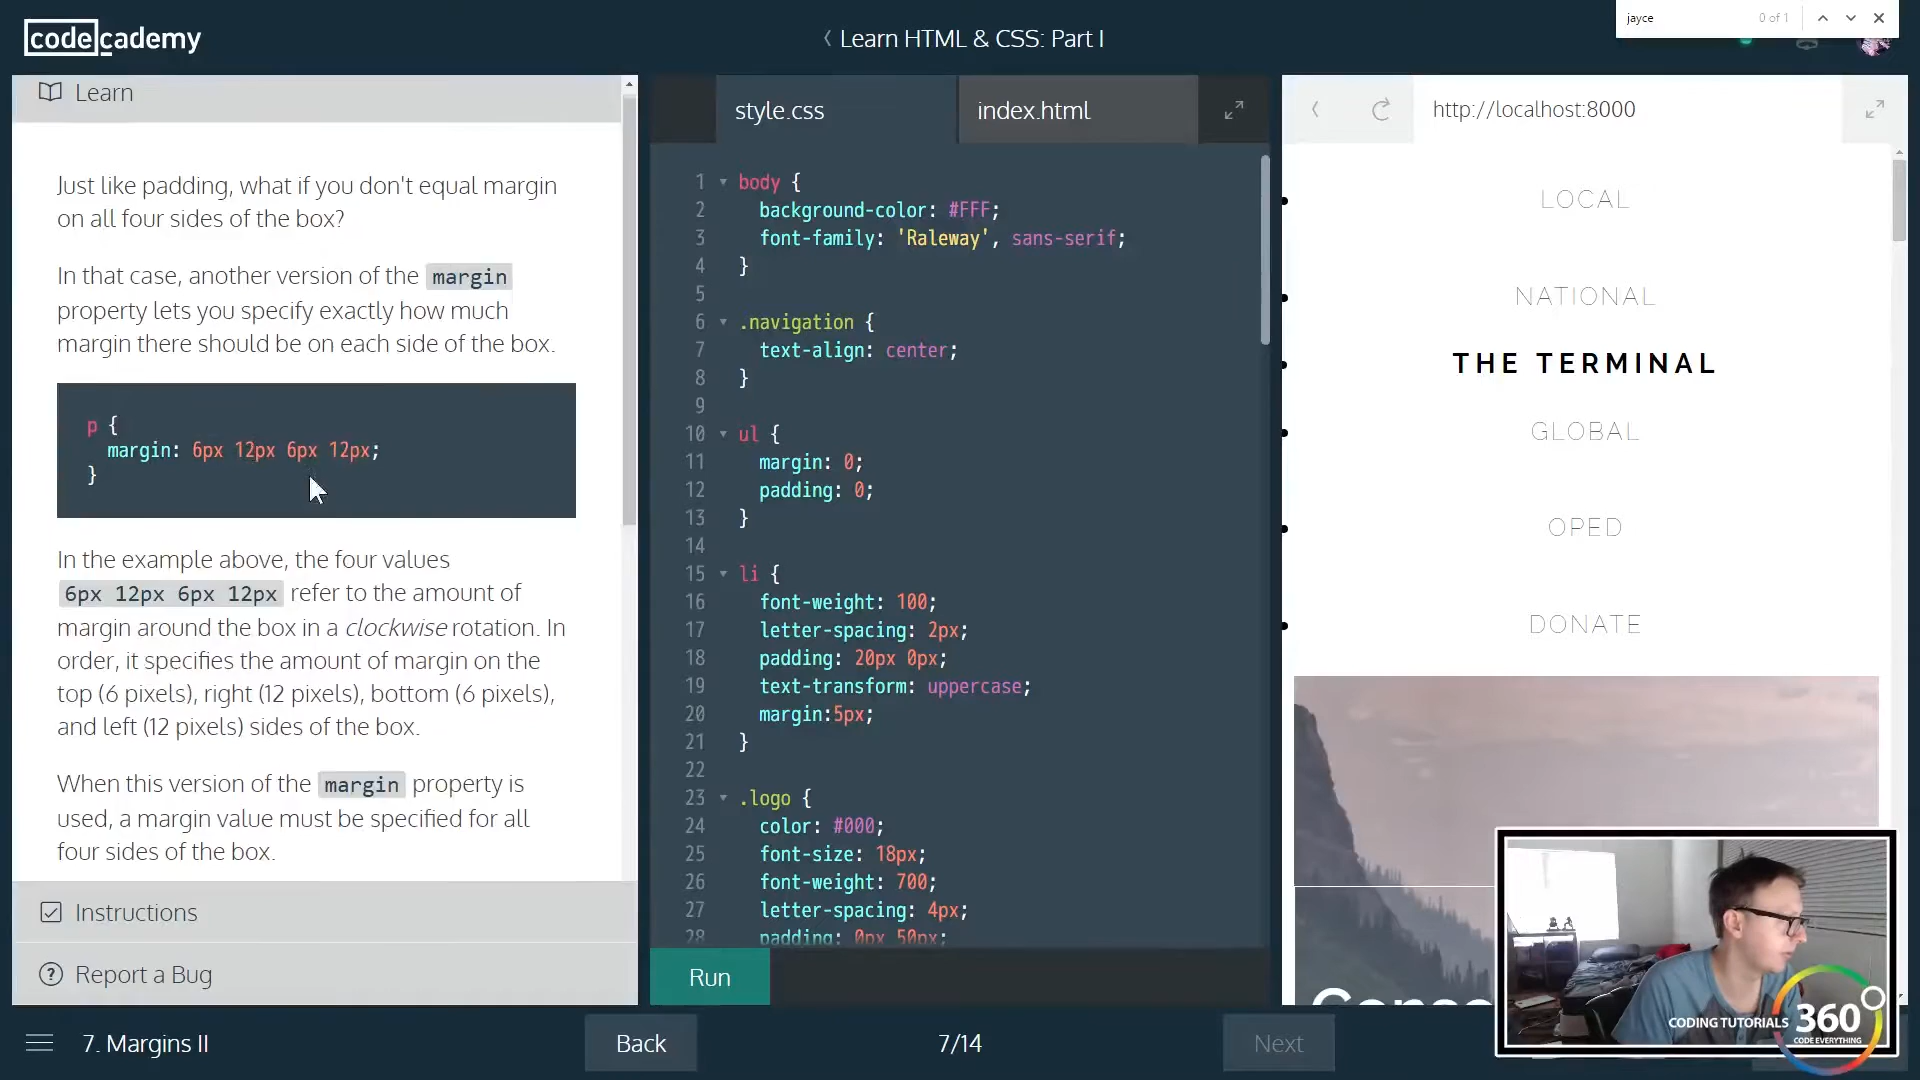 codecademy
Learn HTML & CSS: Part I
jayce
0 of 1
Learn
Just like padding, what if you don't equal margin
on all four sides of the box?
In that case, another version of the margin
property lets you specify exactly how much
margin there should be on each side of the box.
p {
margin: 6px 12px 6px 12px;
}
In the example above, the four values
6px 12px 6px 12px refer to the amount of
margin around the box in a clockwise rotation. In
order, it specifies the amount of margin on the
top (6 pixels), right (12 pixels), bottom (6 pixels),
and left (12 pixels) sides of the box.
When this version of the margin property is
used, a margin value must be specified for all
four sides of the box.
Instructions
Report a Bug
style.css
index.html
1 body {
2 background-color: #FFF;
3 font-family: 'Raleway', sans-serif;
4 }
5
6 .navigation {
7 text-align: center;
8 }
9
10 ul {
11 margin: 0;
12 padding: 0;
13 }
14
15 li {
16 font-weight: 100;
17 letter-spacing: 2px;
18 padding: 20px 0px;
19 text-transform: uppercase;
20 margin:5px;
21 }
22
23 .logo {
24 color: #000;
25 font-size: 18px;
26 font-weight: 700;
27 letter-spacing: 4px;
28 padding: 0px 50px;
Run
http://localhost:8000
LOCAL
NATIONAL
THE TERMINAL
GLOBAL
OPED
DONATE
CODING TUTORIALS 360°
CODE EVERYTHING
7. Margins II
Back
7/14
Next